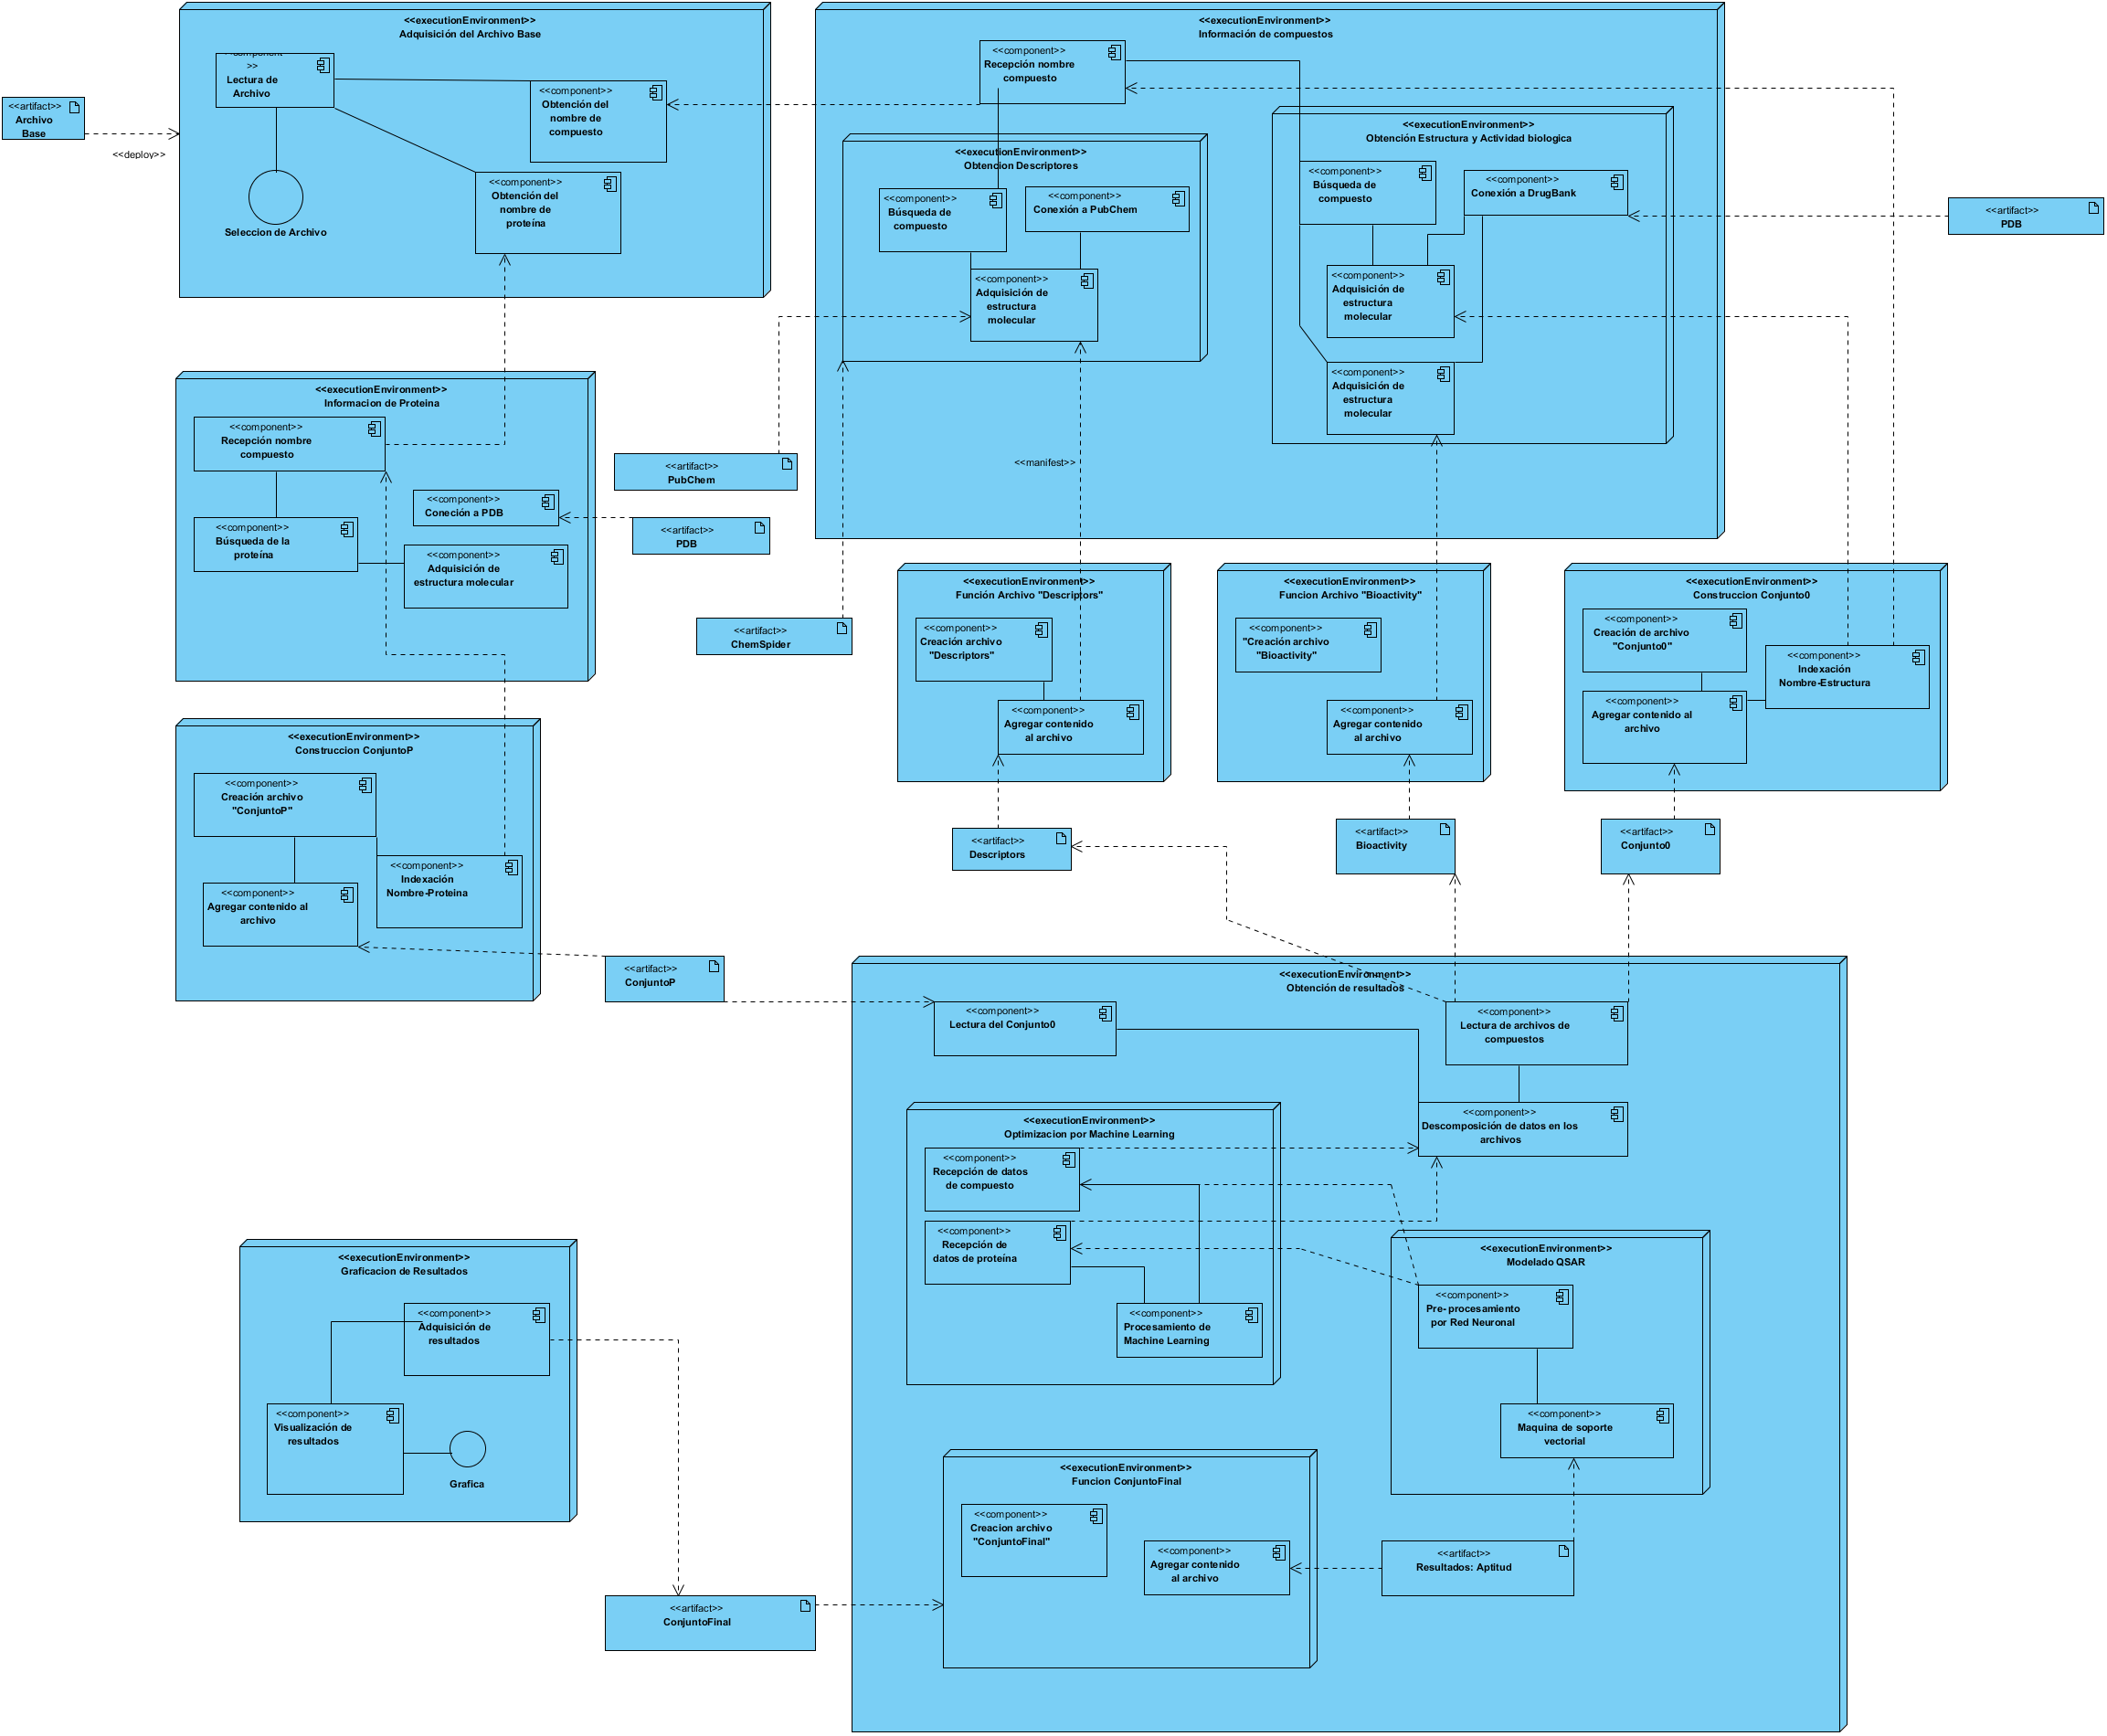 <<executionEnvironment>>
Adquisición del Archivo Base
<<component
>>
Lectura de
Archivo
<<component>>
Obtención del
nombre de
compuesto
<<artifact>>
Archivo
Base
<<deploy>>
Seleccion de Archivo
<<component>>
Obtención del
nombre de
proteína
<<executionEnvironment>>
Información de compuestos
<<component>>
Recepción nombre
compuesto
<<executionEnvironment>>
Obtencion Descriptores
<<component>>
Búsqueda de
compuesto
<<component>>
Conexión a PubChem
<<component>>
Adquisición de
estructura
molecular
<<executionEnvironment>>
Obtención Estructura y Actividad biologica
<<component>>
Búsqueda de
compuesto
<<component>>
Conexión a DrugBank
<<component>>
Adquisición de
estructura
molecular
<<component>>
Adquisición de
estructura
molecular
<<artifact>>
PDB
<<executionEnvironment>>
Informacion de Proteina
<<component>>
Recepción nombre
compuesto
<<component>>
Coneción a PDB
<<component>>
Búsqueda de la
proteína
<<component>>
Adquisición de
estructura molecular
<<artifact>>
PubChem
<<manifest>>
<<artifact>>
PDB
<<artifact>>
ChemSpider
<<executionEnvironment>>
Función Archivo "Descriptors"
<<component>>
Creación archivo
"Descriptors"
<<component>>
Agregar contenido
al archivo
<<executionEnvironment>>
Funcion Archivo "Bioactivity"
<<component>>
"Creación archivo
"Bioactivity"
<<component>>
Agregar contenido
al archivo
<<executionEnvironment>>
Construccion Conjunto0
<<component>>
Creación de archivo
"Conjunto0"
<<component>>
Indexación
Nombre-Estructura
<<component>>
Agregar contenido al
archivo
<<executionEnvironment>>
Construccion ConjuntoP
<<component>>
Creación archivo
"ConjuntoP"
<<component>>
Indexación
Nombre-Proteina
<<component>>
Agregar contenido al
archivo
<<artifact>>
Descriptors
<<artifact>>
Bioactivity
<<artifact>>
Conjunto0
<<artifact>>
ConjuntoP
<<executionEnvironment>>
Obtención de resultados
<<component>>
Lectura del Conjunto0
<<component>>
Lectura de archivos de
compuestos
<<component>>
Descomposición de datos en los
archivos
<<executionEnvironment>>
Optimizacion por Machine Learning
<<component>>
Recepción de datos
de compuesto
<<component>>
Recepción de
datos de proteína
<<component>>
Procesamiento de
Machine Learning
<<executionEnvironment>>
Modelado QSAR
<<component>>
Pre-procesamiento
por Red Neuronal
<<component>>
Maquina de soporte
vectorial
<<executionEnvironment>>
Graficacion de Resultados
<<component>>
Adquisición de
resultados
<<component>>
Visualización de
resultados
Grafica
<<executionEnvironment>>
Funcion ConjuntoFinal
<<component>>
Creacion archivo
"ConjuntoFinal"
<<component>>
Agregar contenido
al archivo
<<artifact>>
Resultados: Aptitud
<<artifact>>
ConjuntoFinal